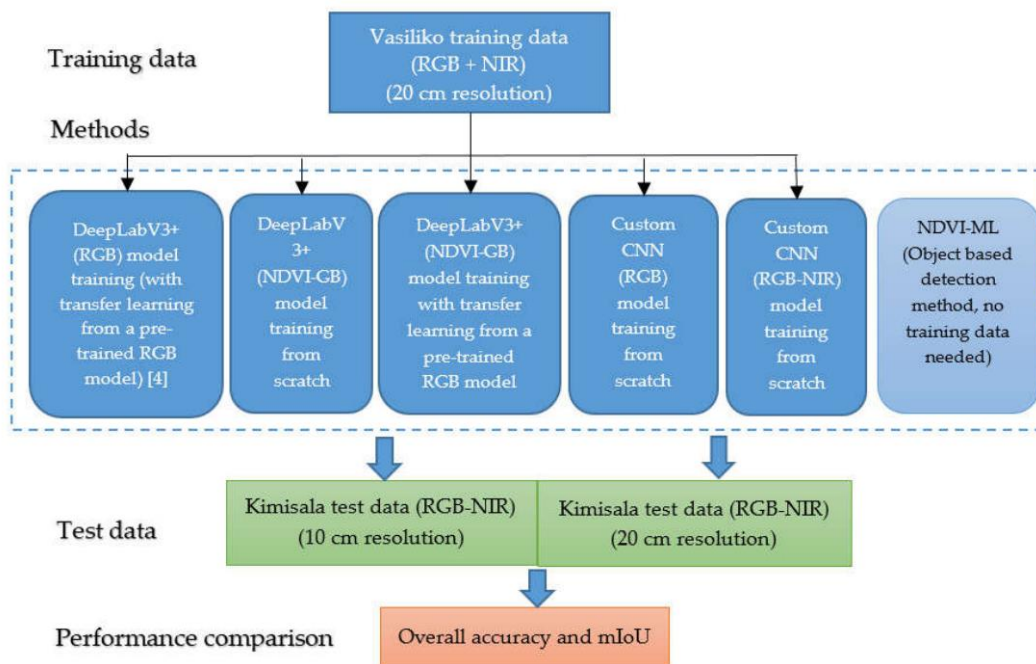 Training data
Vasiliko training data
(RGB + NIR)
(20 cm resolution)
Methods
DeepLabV3+
(RGB) model
training (with
transfer learning
from a pre-
trained RGB
model) [4]
DeepLabV
3+
(NDVI-GB)
model
training
from
scratch
DeepLabV3+
(NDVI-GB)
model training
with transfer
learning from a
pre-trained
RGB model
Custom
CNN
(RGB)
model
training
from
scratch
Custom
CNN
(RGB-NIR)
model
training
from
scratch
NDVI-ML
(Object based
detection
method, no
training data
needed)
Test data
Kimisala test data (RGB-NIR)
(10 cm resolution)
Kimisala test data (RGB-NIR)
(20 cm resolution)
Performance comparison
Overall accuracy and mIoU